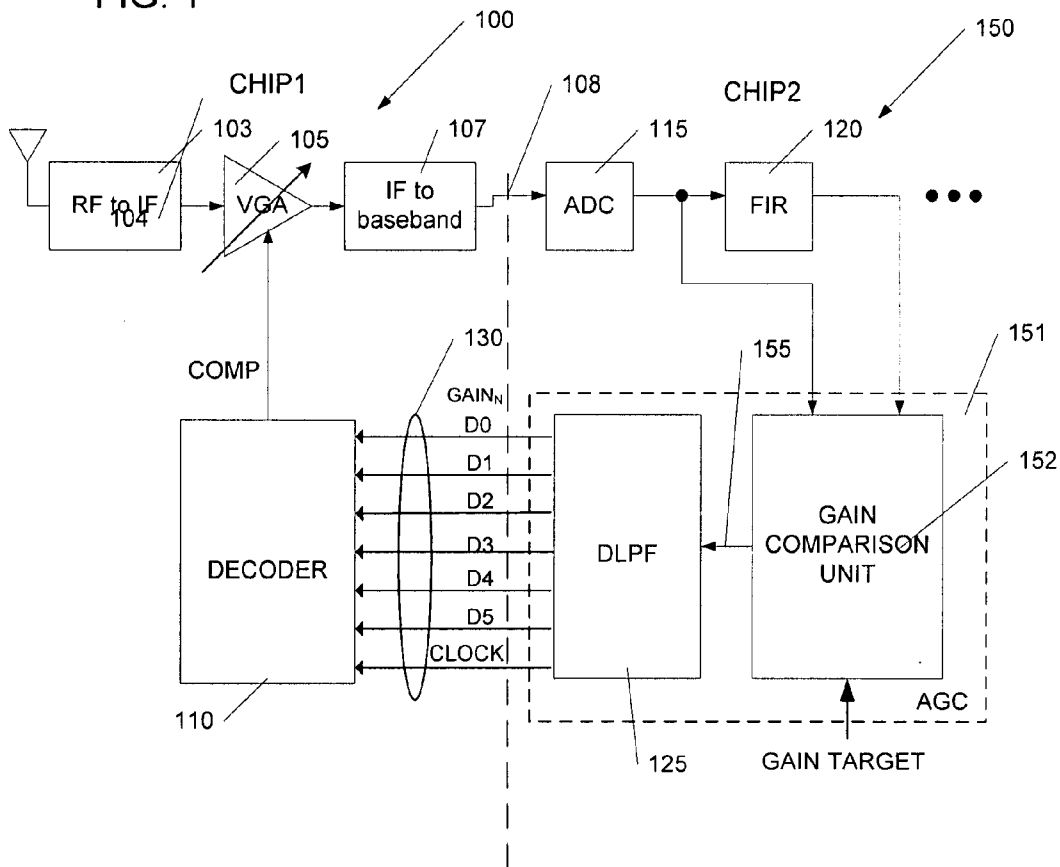 100
150
CHIP1
108
CHIP2
103
105
107
115
120
RF to IF
104
VGA
IF to
baseband
ADC
FIR
130
COMP
155
151
GAIN_N
D0
D1
D2
152
GAIN
COMPARISON
UNIT
D3
DECODER
DLPF
D4
D5
CLOCK
110
AGC
125
GAIN TARGET